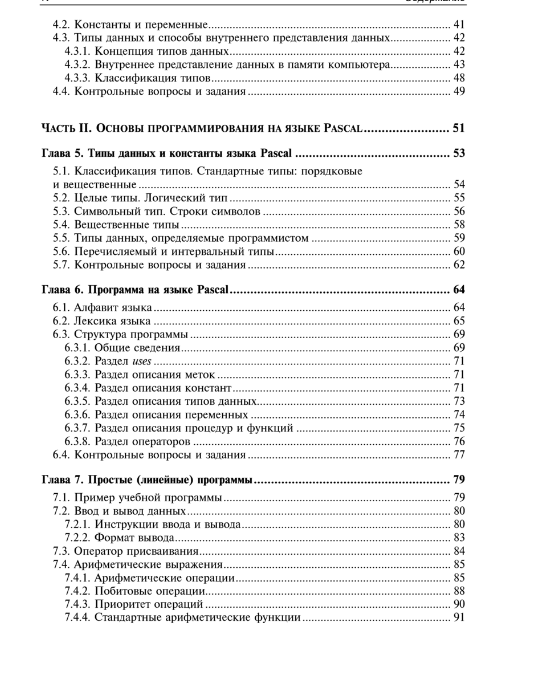 4.2. Константы и переменные 41
4.3. Типы данных и способы внутреннего представления данных 42
4.3.1. Концепция типов данных 42
4.3.2. Внутреннее представление данных в памяти компьютера 43
4.3.3. Классификация типов 48
4.4. Контрольные вопросы и задания 49
ЧАСТЬ II. ОСНОВЫ ПРОГРАММИРОВАНИЯ НА ЯЗЫКЕ PASCAL 51
Глава 5. Типы данных и константы языка Pascal 53
5.1. Классификация типов. Стандартные типы: порядковые
и вещественные 54
5.2. Целые типы. Логический тип 55
5.3. Символьный тип. Строки символов 56
5.4. Вещественные типы 58
5.5. Типы данных, определяемые программистом 59
5.6. Перечисляемый и интервальный типы 60
5.7. Контрольные вопросы и задания 62
Глава 6. Программа на языке Pascal 64
6.1. Алфавит языка 64
6.2. Лексика языка 65
6.3. Структура программы 69
6.3.1. Общие сведения 69
6.3.2. Раздел uses 71
6.3.3. Раздел описания меток 71
6.3.4. Раздел описания констант 71
6.3.5. Раздел описания типов данных 73
6.3.6. Раздел описания переменных 74
6.3.7. Раздел описания процедур и функций 75
6.3.8. Раздел операторов 76
6.4. Контрольные вопросы и задания 77
Глава 7. Простые (линейные) программы 79
7.1. Пример учебной программы 79
7.2. Ввод и вывод данных 80
7.2.1. Инструкции ввода и вывода 80
7.2.2. Формат вывода 83
7.3. Оператор присваивания 84
7.4. Арифметические выражения 85
7.4.1. Арифметические операции 85
7.4.2. Побитовые операции 88
7.4.3. Приоритет операций 90
7.4.4. Стандартные арифметические функции 91